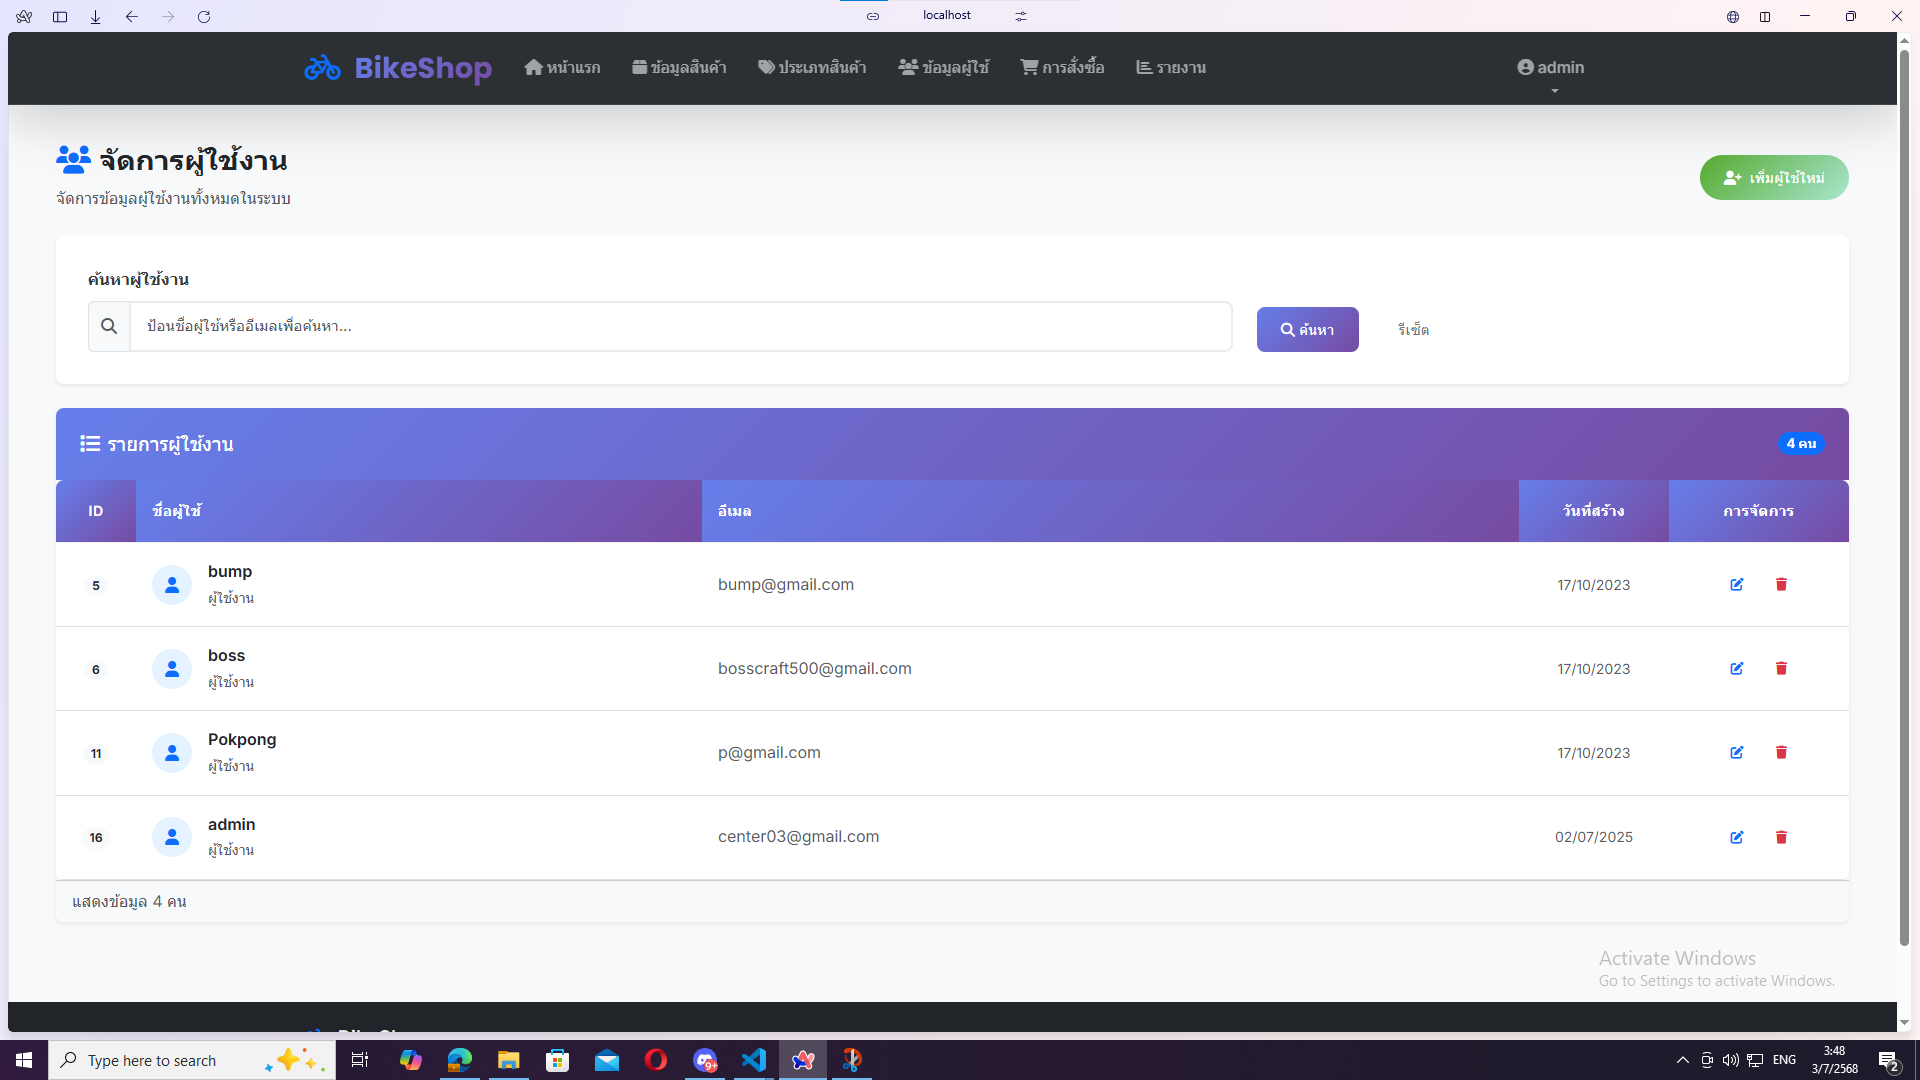 localhost
BikeShop
หน้าแรก
ข้อมูลสินค้า
ประเภทสินค้า
ข้อมูลผู้ใช้
การสั่งซื้อ
รายงาน
admin
จัดการผู้ใช้งาน
จัดการข้อมูลผู้ใช้งานทั้งหมดในระบบ
เพิ่มผู้ใช้ใหม่
ค้นหาผู้ใช้งาน
ป้อนชื่อผู้ใช้หรืออีเมลเพื่อค้นหา...
ค้นหา
รีเซ็ต
รายการผู้ใช้งาน
4 คน
ID ชื่อผู้ใช้ อีเมล วันที่สร้าง การจัดการ
5 bump bump@gmail.com 17/10/2023
ผู้ใช้งาน
6 boss bosscraft500@gmail.com 17/10/2023
ผู้ใช้งาน
11 Pokpong p@gmail.com 17/10/2023
ผู้ใช้งาน
16 admin center03@gmail.com 02/07/2025
ผู้ใช้งาน
แสดงข้อมูล 4 คน
Activate Windows
Go to Settings to activate Windows.
Type here to search
9+
ENG
3:48
3/7/2568
2